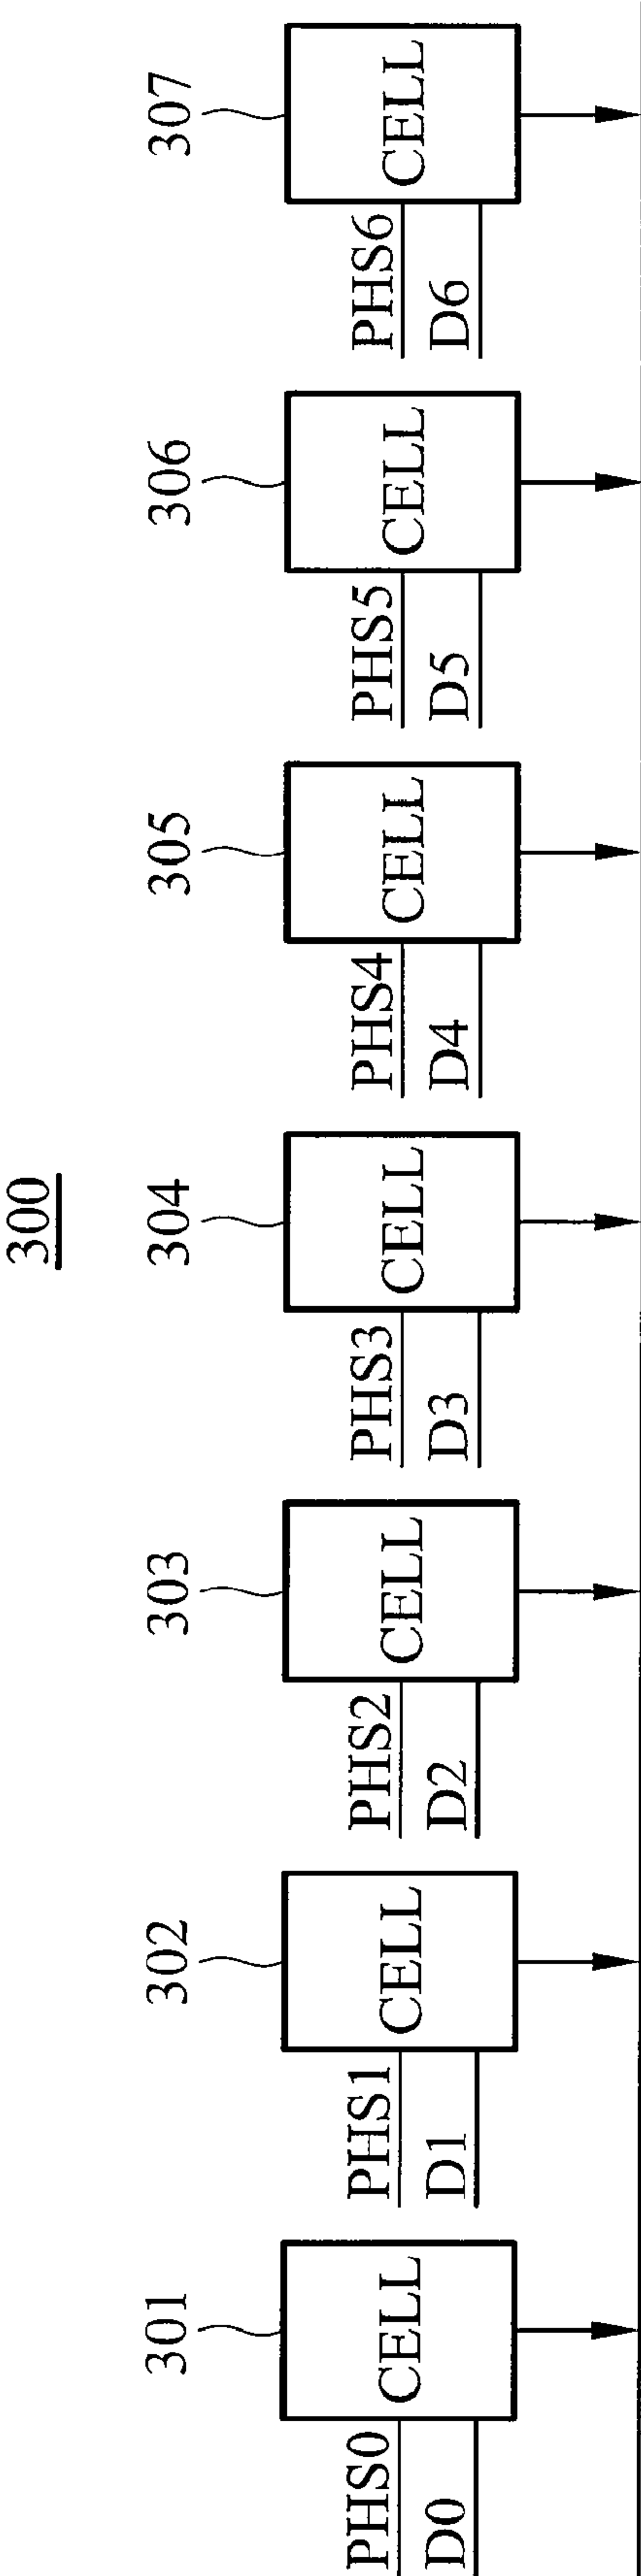 300
301
302
303
304
305
306
307
PHS0
CELL
PHS1
CELL
PHS2
CELL
PHS3
CELL
PHS4
CELL
PHS5
CELL
PHS6
CELL
D0
D1
D2
D3
D4
D5
D6